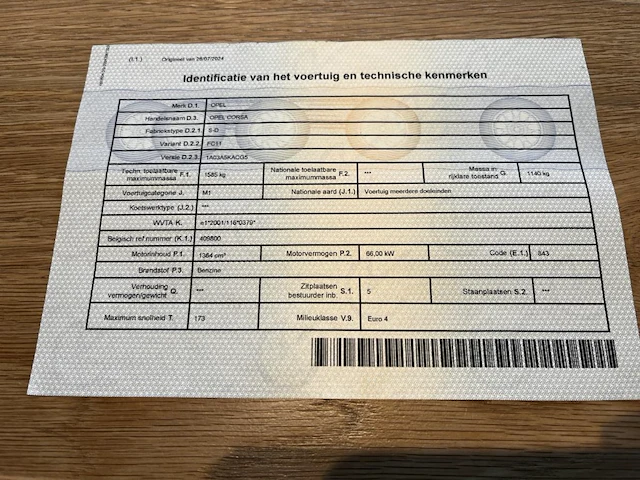 (I.1.) Origineel van 26/07/2024
Identificatie van het voertuig en technische kenmerken
Merk D.1. OPEL
Handelsnaam D.3. OPEL CORSA
Fabriekstype D.2.1. S-D
Variant D.2.2. FC11
Versie D.2.3. 1A03A5KACG5
Techn. toelaatbare maximummassa F.1. 1585 kg Nationale toelaatbare maximummassa F.2. *** Massa in rijklare toestand G. 1140 kg
Voertuigcategorie J. M1 Nationale aard (J.1.) Voertuig meerdere doeleinden
Koetswerktype (J.2.) ***
WVTA K. e1*2001/116*0379*
Belgisch ref.nummer (K.1.) 409800
Motorinhoud P.1. 1364 cm³ Motorvermogen P.2. 66,00 kW Code (E.1.) 843
Brandstof P.3. Benzine
Verhouding vermogen/gewicht Q. *** Zitplaatsen bestuurder inb. S.1. 5 Staanplaatsen S.2. ***
Maximum snelheid T. 173 Milieuklasse V.9. Euro 4